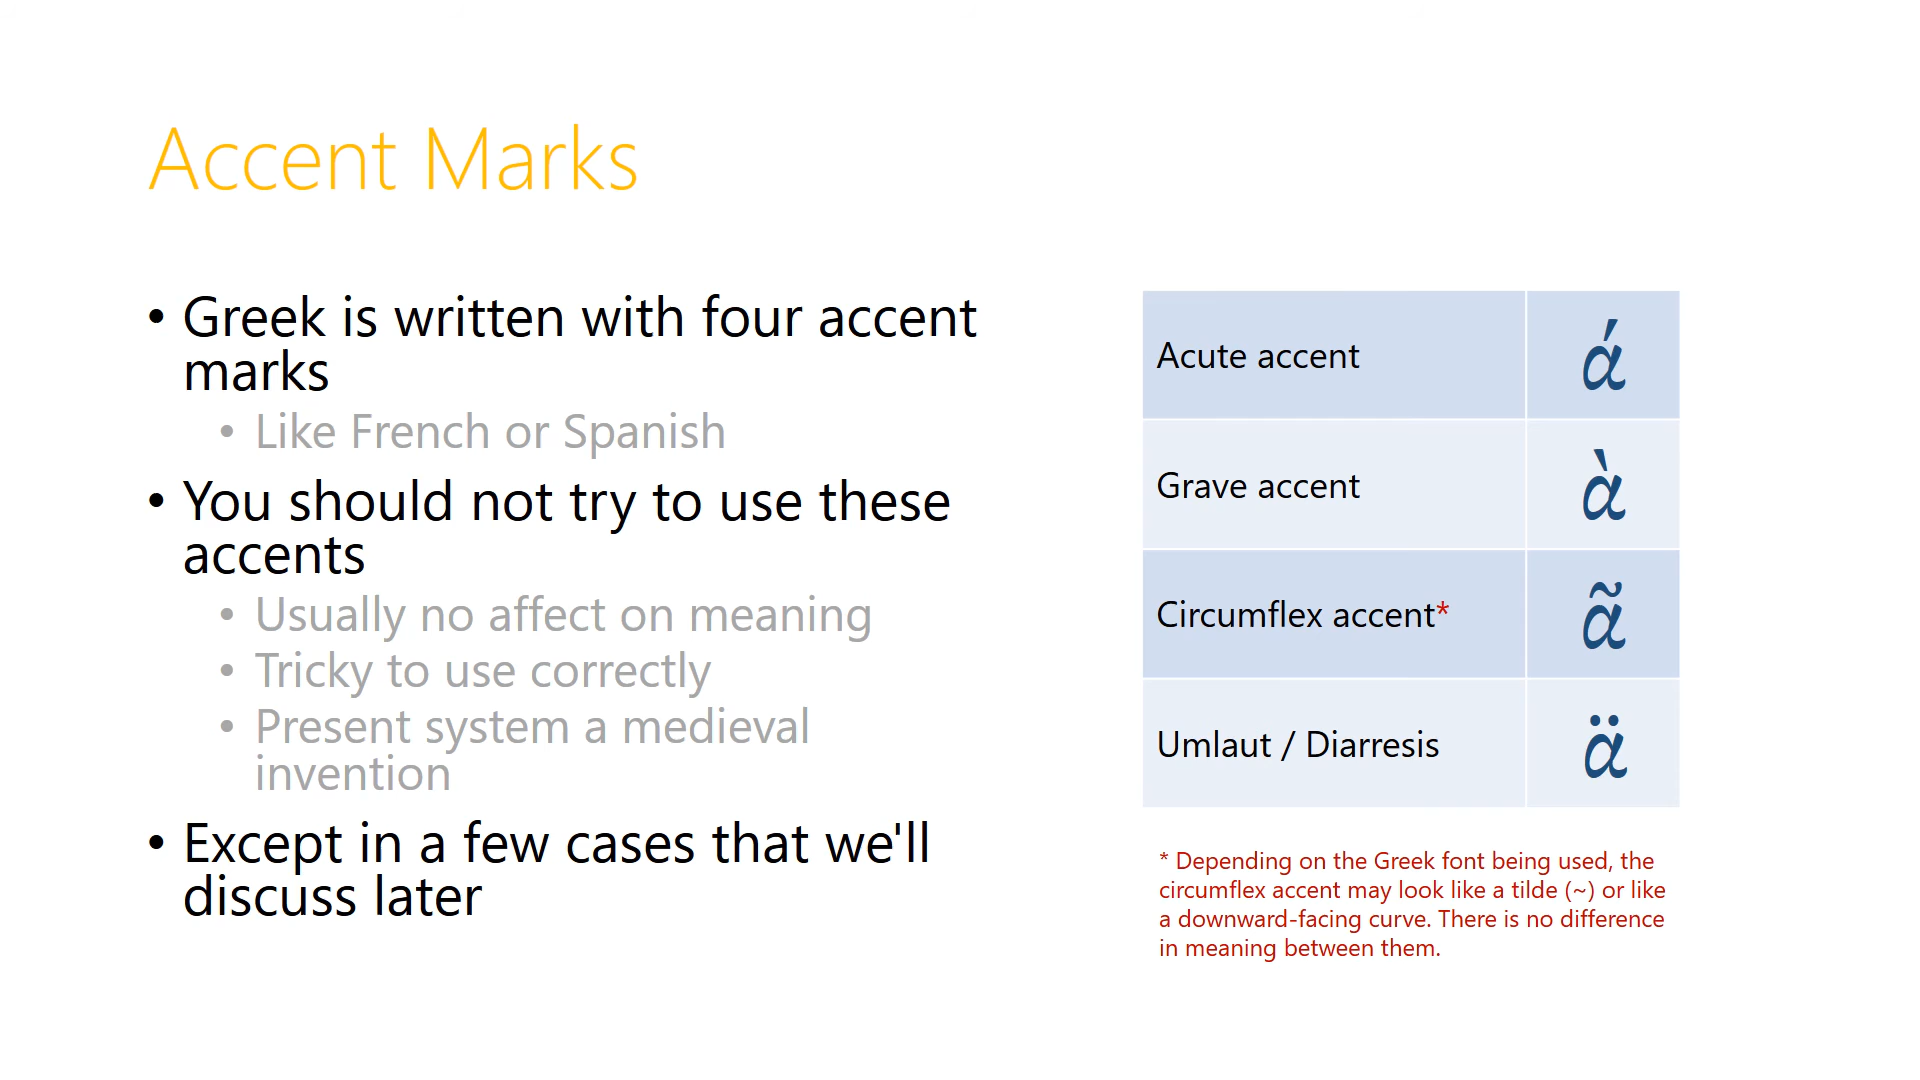 Accent Marks
• Greek is written with four accent
marks
• Like French or Spanish
• You should not try to use these
accents
• Usually no affect on meaning
• Tricky to use correctly
• Present system a medieval
invention
• Except in a few cases that we'll
discuss later
Acute accent ά
Grave accent ὰ
Circumflex accent* ᾶ
Umlaut / Diarresis α̈
* Depending on the Greek font being used, the
circumflex accent may look like a tilde (~) or like
a downward-facing curve. There is no difference
in meaning between them.